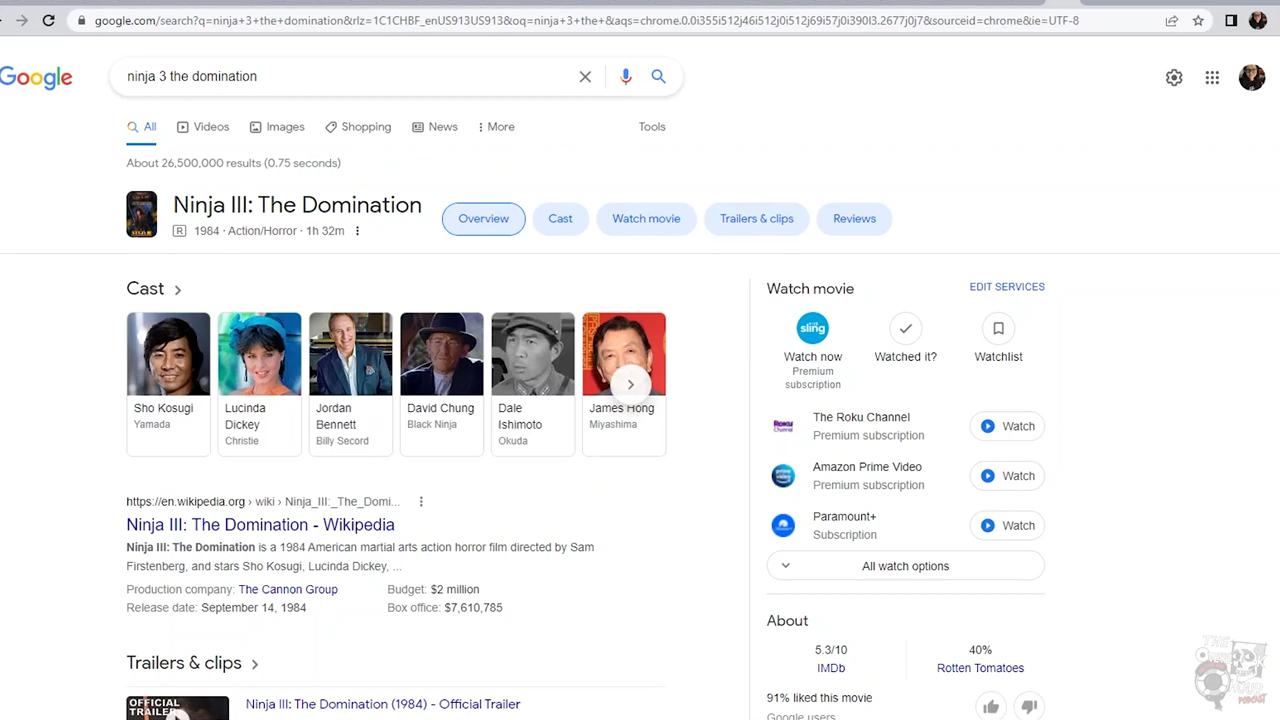 google.com/search?q=ninja+3+the+domination&rlz=1C1CHBF_enUS913US913&oq=ninja+3+the+&aqs=chrome.0.0i355i512j46i512j0i512j69i57j0i390l3.2677j0j7&sourceid=chrome&ie=UTF-8
Google
ninja 3 the domination
All Videos Images Shopping News More Tools
About 26,500,000 results (0.75 seconds)
Ninja III: The Domination
R 1984 · Action/Horror · 1h 32m
Overview Cast Watch movie Trailers & clips Reviews
Cast
Sho Kosugi
Yamada
Lucinda Dickey
Christie
Jordan Bennett
Billy Secord
David Chung
Black Ninja
Dale Ishimoto
Okuda
James Hong
Miyashima
https://en.wikipedia.org › wiki › Ninja_III:_The_Domi...
Ninja III: The Domination - Wikipedia
Ninja III: The Domination is a 1984 American martial arts action horror film directed by Sam
Firstenberg, and stars Sho Kosugi, Lucinda Dickey, ...
Production company: The Cannon Group Budget: $2 million
Release date: September 14, 1984 Box office: $7,610,785
Trailers & clips
OFFICIAL
TRAILER
Ninja III: The Domination (1984) - Official Trailer
Watch movie EDIT SERVICES
sling
Watch now Watched it? Watchlist
Premium
subscription
The Roku Channel
Premium subscription
Watch
Amazon Prime Video
Premium subscription
Watch
Paramount+
Subscription
Watch
All watch options
About
5.3/10 40%
IMDb Rotten Tomatoes
91% liked this movie
Google users
THE
PODCAST